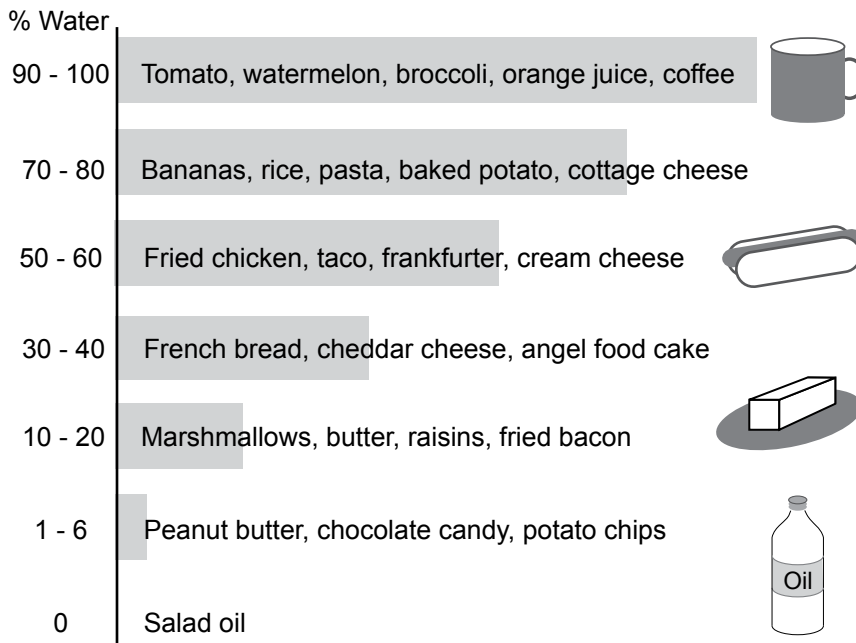 % Water
90 - 100 Tomato, watermelon, broccoli, orange juice, coffee
70 - 80 Bananas, rice, pasta, baked potato, cottage cheese
50 - 60 Fried chicken, taco, frankfurter, cream cheese
30 - 40 French bread, cheddar cheese, angel food cake
10 - 20 Marshmallows, butter, raisins, fried bacon
1 - 6 Peanut butter, chocolate candy, potato chips
Oil
0 Salad oil